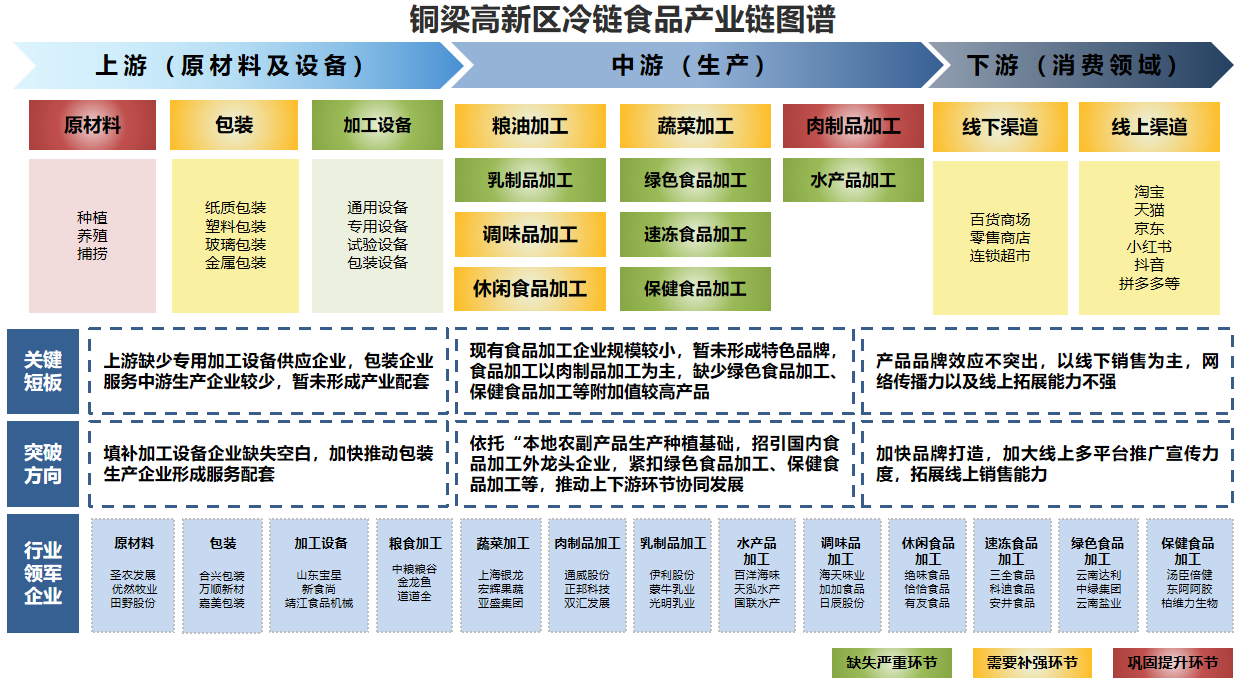 铜梁高新区冷链食品产业链图谱
上游（原材料及设备）
中游（生产）
下游（消费领域）
原材料
包装
加工设备
粮油加工
蔬菜加工
肉制品加工
线下渠道
线上渠道
种植
养殖
捕捞
纸质包装
塑料包装
玻璃包装
金属包装
通用设备
专用设备
试验设备
包装设备
乳制品加工
绿色食品加工
水产品加工
调味品加工
速冻食品加工
休闲食品加工
保健食品加工
百货商场
零售商店
连锁超市
淘宝
天猫
京东
小红书
抖音
拼多多等
关键
短板
上游缺少专用加工设备供应企业，包装企业
服务中游生产企业较少，暂未形成产业配套
现有食品加工企业规模较小，暂未形成特色品牌，
食品加工以肉制品加工为主，缺少绿色食品加工、
保健食品加工等附加值较高产品
产品品牌效应不突出，以线下销售为主，网
络传播力以及线上拓展能力不强
突破
方向
填补加工设备企业缺失空白，加快推动包装
生产企业形成服务配套
依托“本地农副产品生产种植基础，招引国内食
品加工外龙头企业，紧扣绿色食品加工、保健食
品加工等，推动上下游环节协同发展
加快品牌打造，加大线上多平台推广宣传力
度，拓展线上销售能力
行业
领军
企业
原材料
圣农发展
优然牧业
田野股份
包装
合兴包装
万顺新材
嘉美包装
加工设备
山东宝星
新食尚
靖江食品机械
粮食加工
中粮粮谷
金龙鱼
道道全
蔬菜加工
上海银龙
宏辉果蔬
亚盛集团
肉制品加工
通威股份
正邦科技
双汇发展
乳制品加工
伊利股份
蒙牛乳业
光明乳业
水产品
加工
百洋海味
天泓水产
国联水产
调味品
加工
海天味业
加加食品
日辰股份
休闲食品
加工
绝味食品
恰恰食品
有友食品
速冻食品
加工
三全食品
科迪食品
安井食品
绿色食品
加工
云南达利
中绿集团
云南盐业
保健食品
加工
汤臣倍健
东阿阿胶
柏维力生物
缺失严重环节
需要补强环节
巩固提升环节